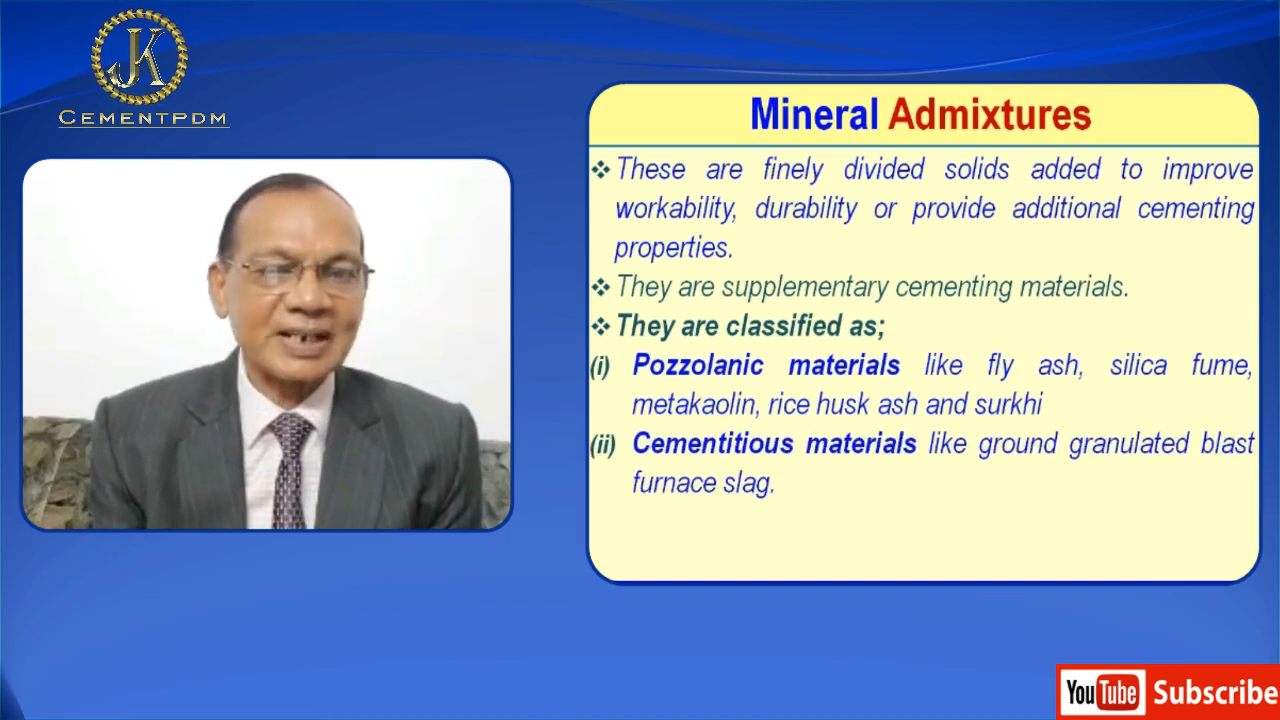 JK
CEMENTPDM
Mineral Admixtures
❖ These are finely divided solids added to improve
workability, durability or provide additional cementing
properties.
❖ They are supplementary cementing materials.
❖ They are classified as;
(i) Pozzolanic materials like fly ash, silica fume,
metakaolin, rice husk ash and surkhi
(ii) Cementitious materials like ground granulated blast
furnace slag.
YouTube Subscribe